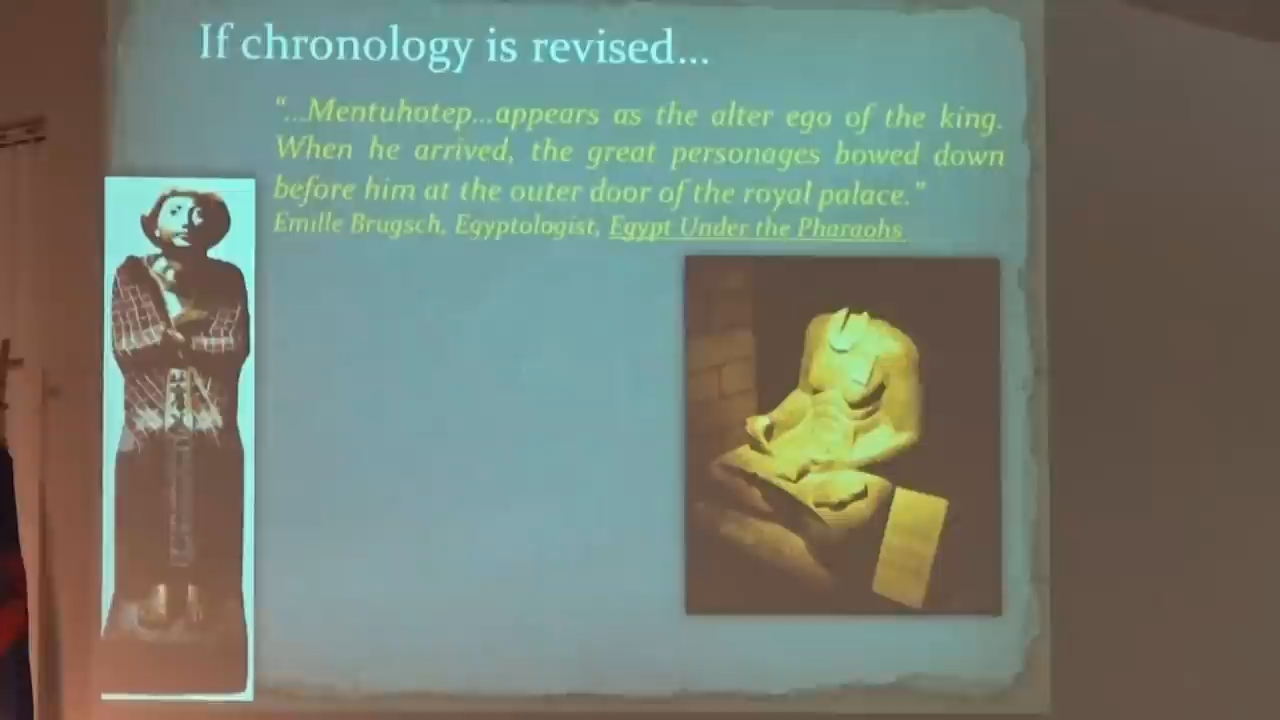 If chronology is revised...
“...Mentuhotep...appears as the alter ego of the king.
When he arrived, the great personages bowed down
before him at the outer door of the royal palace.”
Emille Brugsch, Egyptologist, Egypt Under the Pharaohs